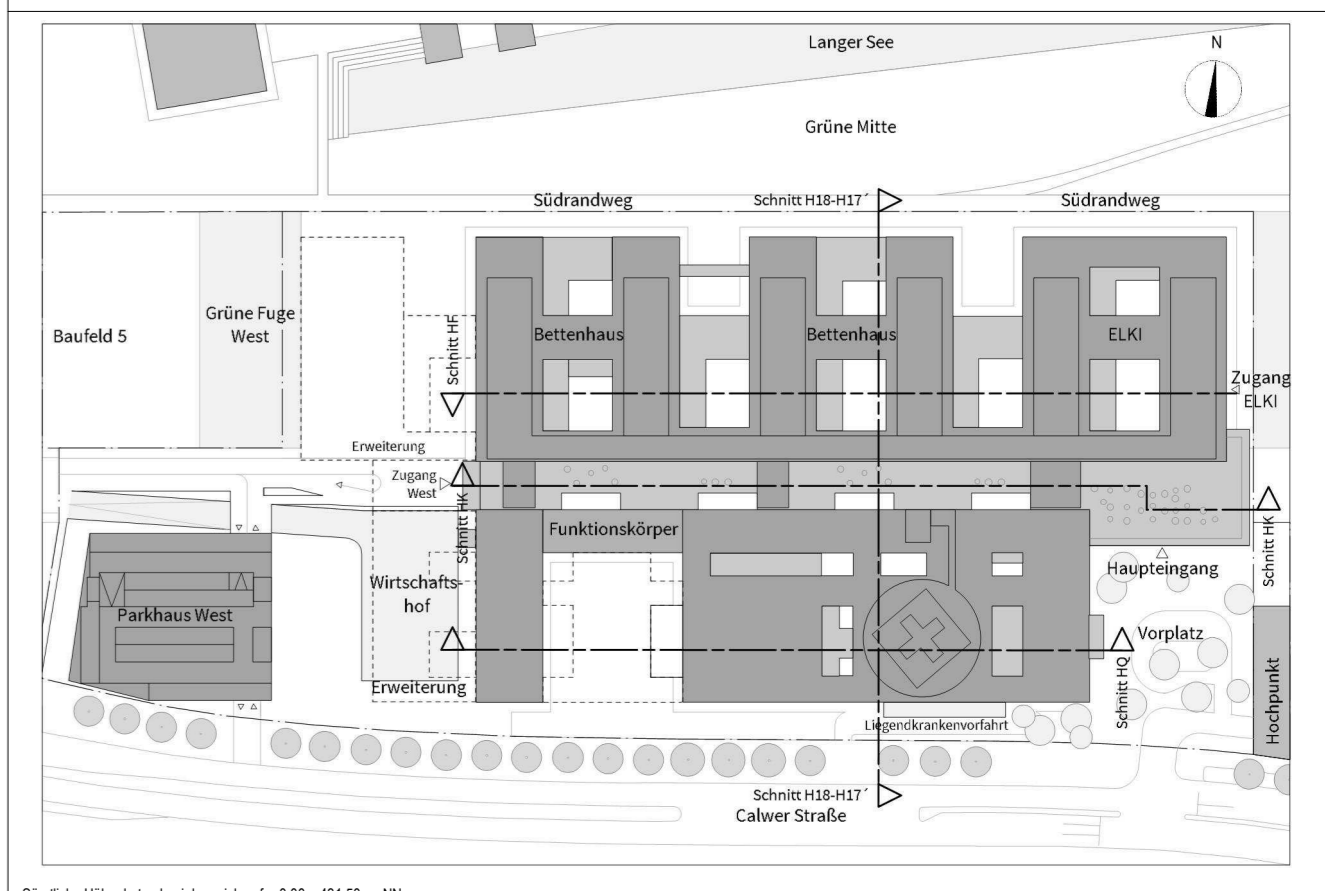 Langer See
N
Grüne Mitte
Südrandweg
Schnitt H18-H17´
Südrandweg
Grüne Fuge
West
Baufeld 5
Schnitt HF
Bettenhaus
Bettenhaus
ELKI
Zugang
ELKI
Erweiterung
Zugang
West
Schnitt HK
Funktionskörper
Schnitt HK
Haupteingang
Wirtschafts-
hof
Parkhaus West
Vorplatz
Schnitt HQ
Hochpunkt
Erweiterung
Liegendkrankenvorfahrt
Schnitt H18-H17´
Calwer Straße